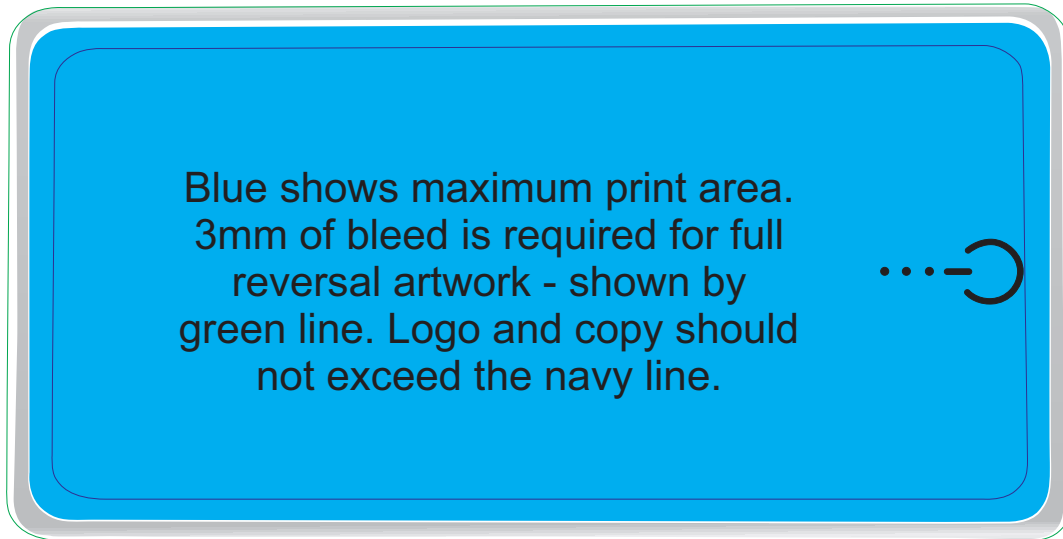 Blue shows maximum print area.
3mm of bleed is required for full
reversal artwork - shown by
green line. Logo and copy should
not exceed the navy line.